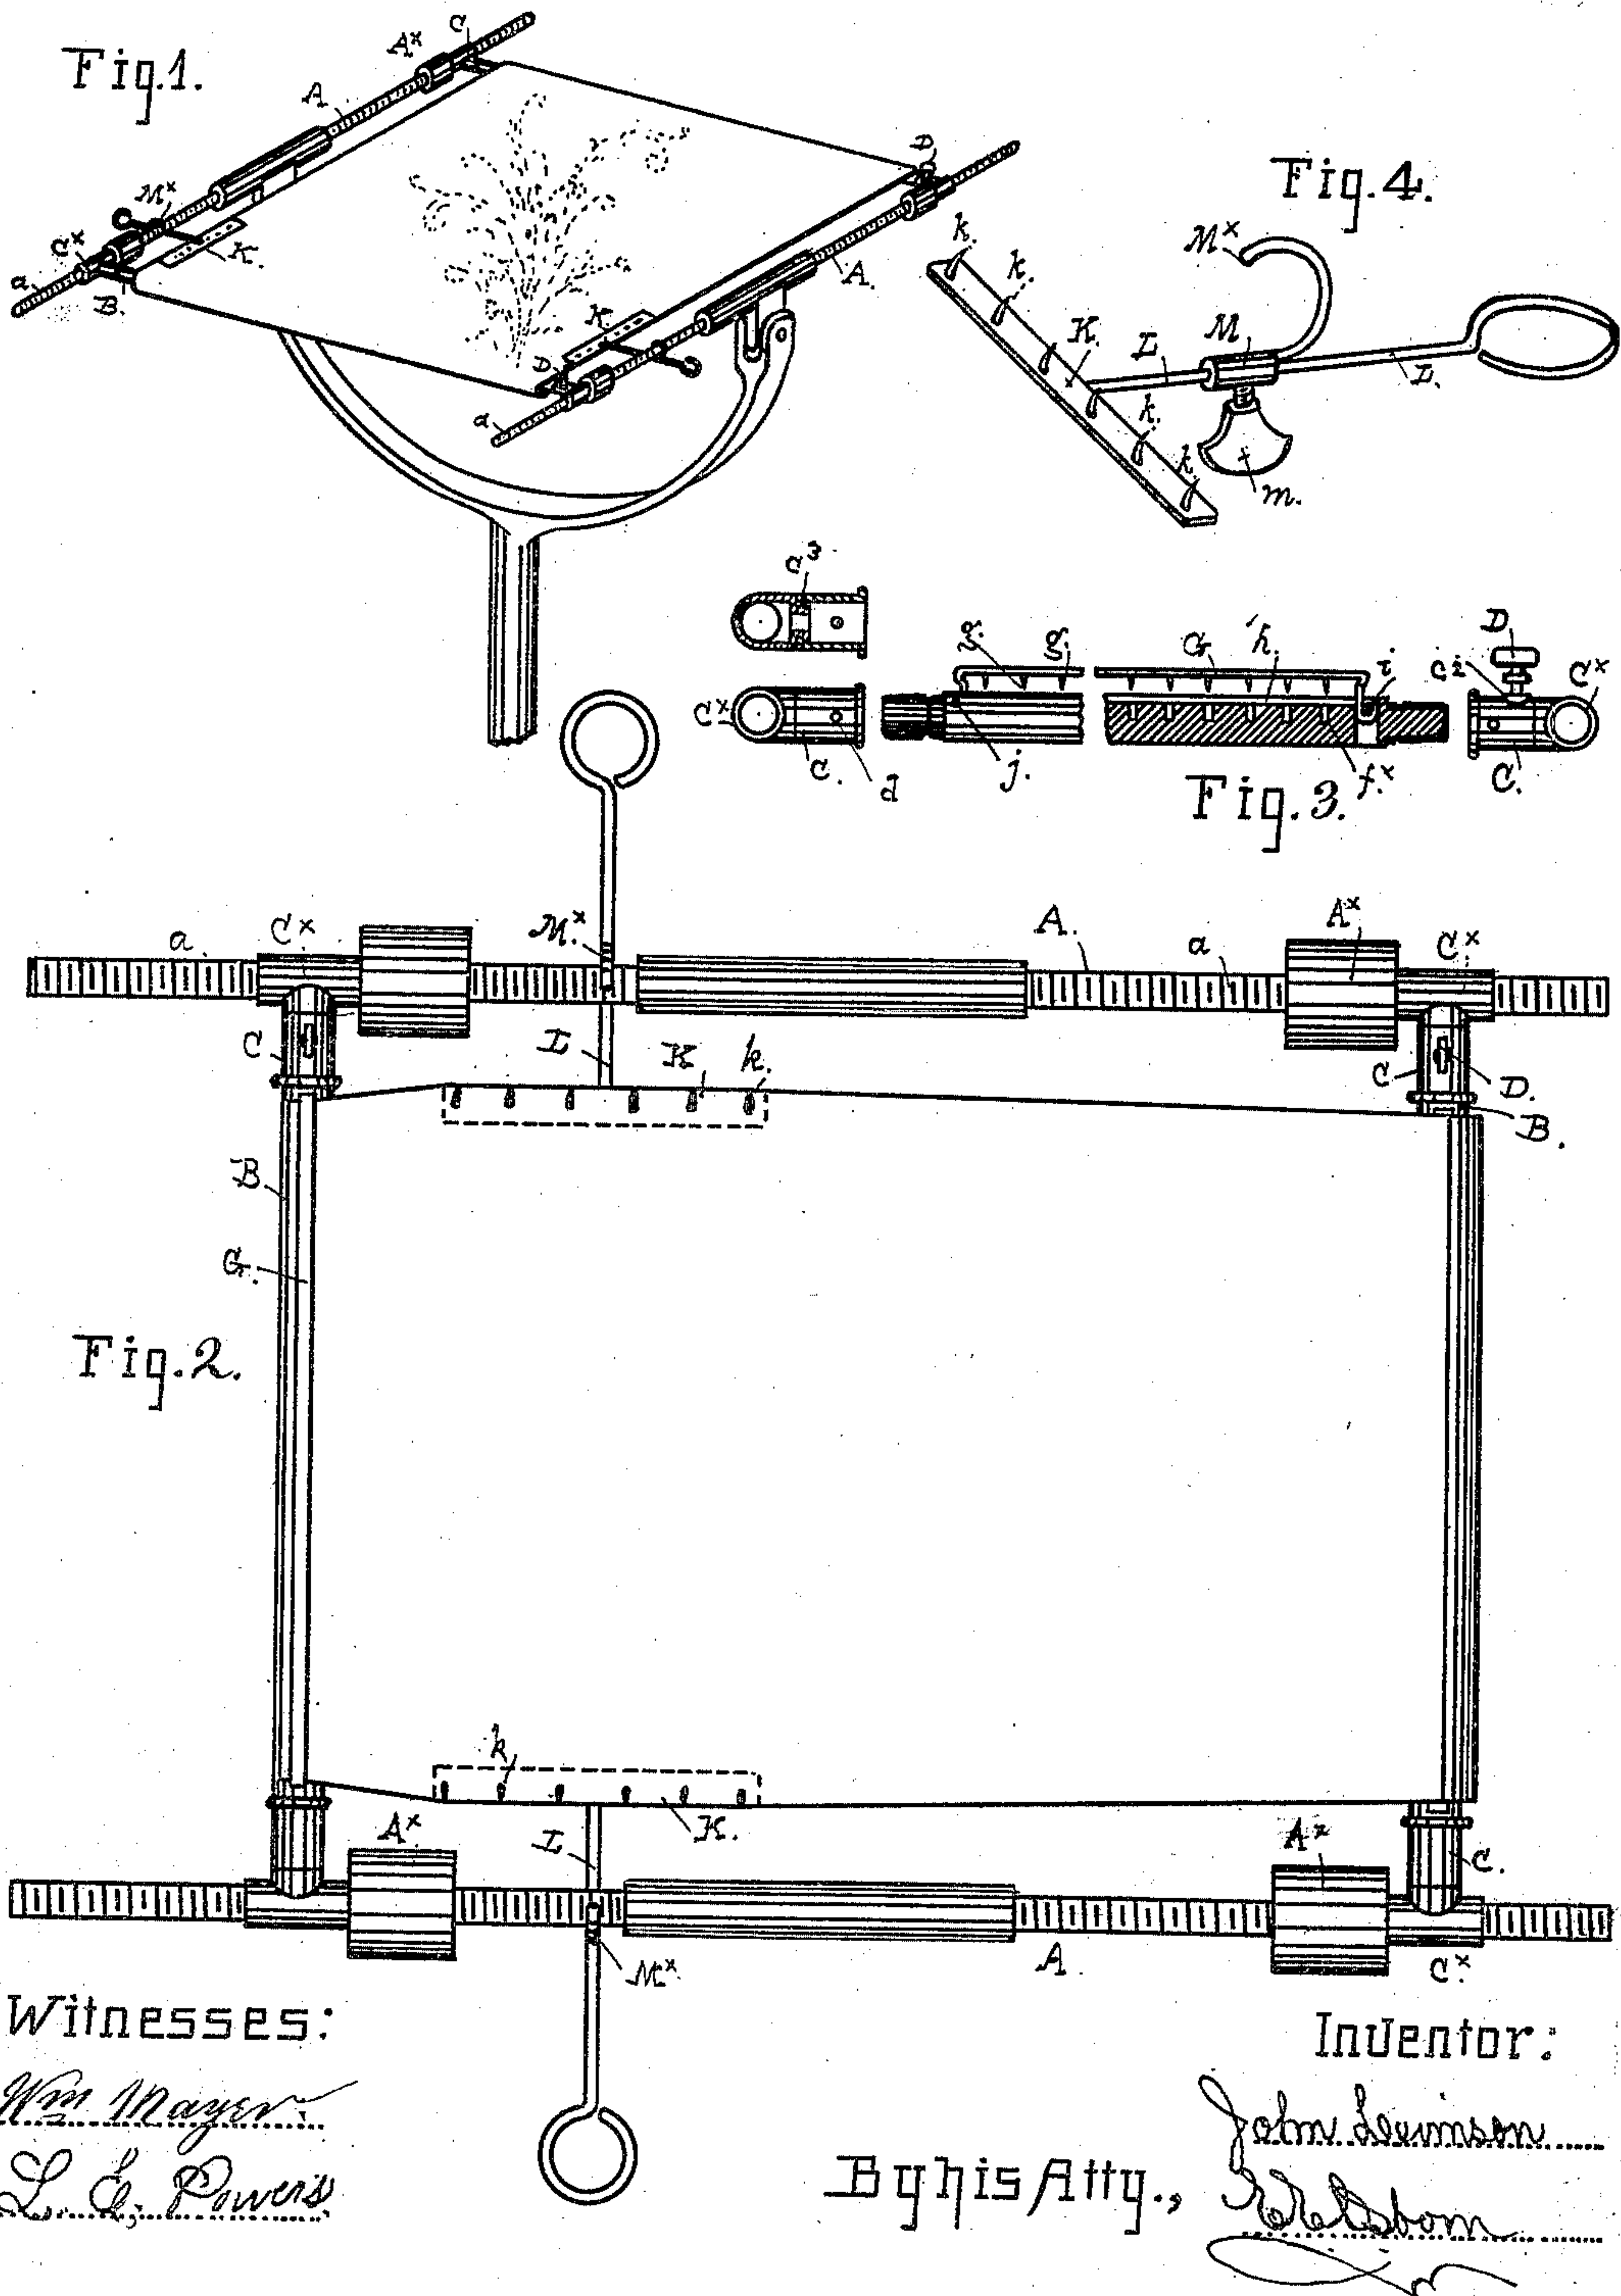 Fig.1.
A× C
A
M×
C×
a
B.
K.
D
A.
K
D
a
Fig.4.
k.
k.
M×
K.
L
M
L.
k.
k.
m.
c³
g. g. G h. i
D
c² C×
C×
c. d j. f.× C.
Fig.3.
a C× M.× A. a A× C×
C L K k. C D.
B.
B
G.
Fig.2.
k
A× L K. A× C.
M× A C.×
Witnesses:
Wm Mayer
L. E. Powers
Inventor:
John Levinson
By his Atty.,